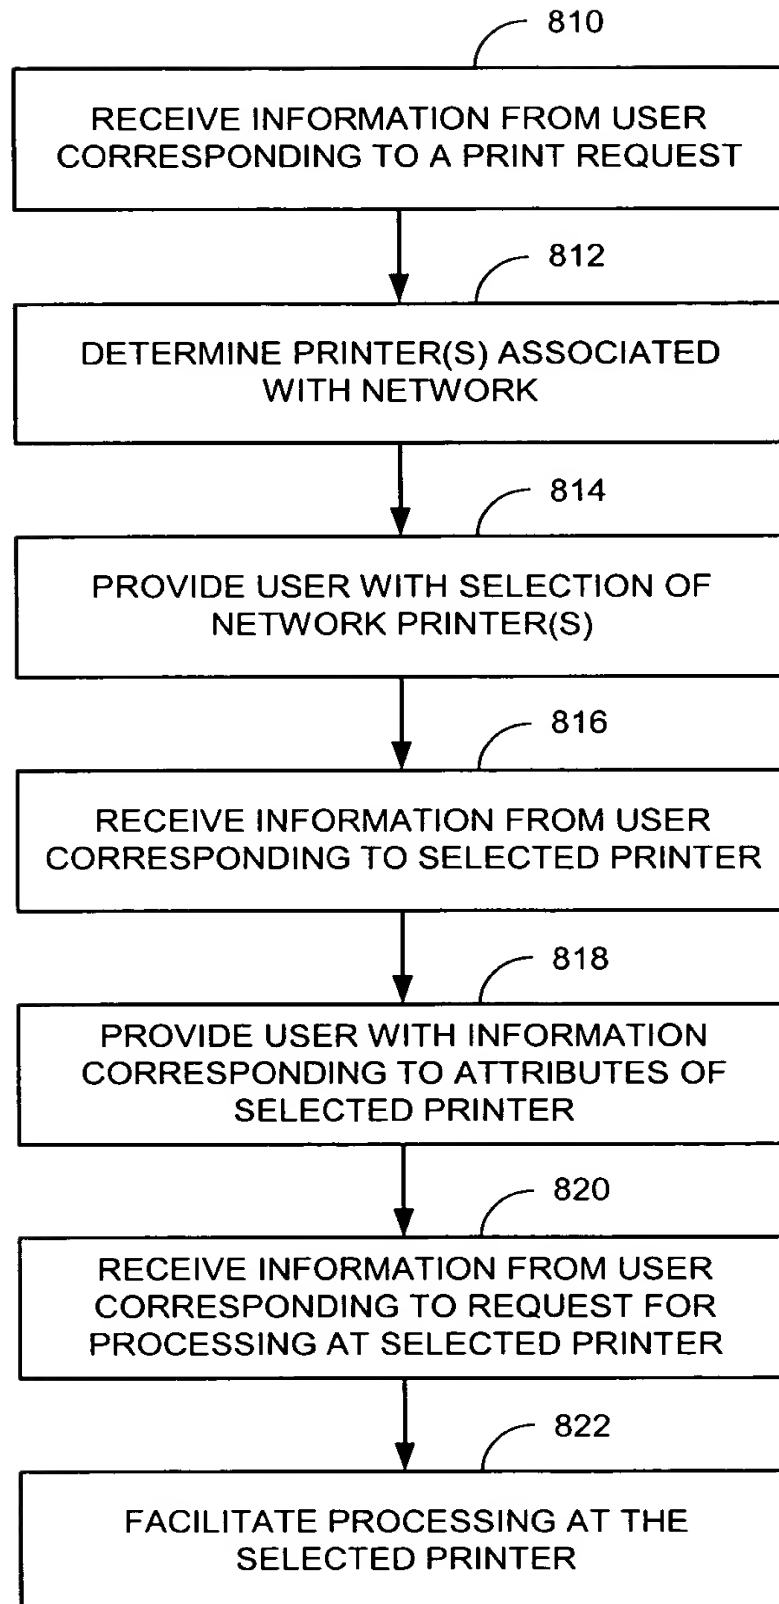 810
RECEIVE INFORMATION FROM USER
CORRESPONDING TO A PRINT REQUEST
812
DETERMINE PRINTER(S) ASSOCIATED
WITH NETWORK
814
PROVIDE USER WITH SELECTION OF
NETWORK PRINTER(S)
816
RECEIVE INFORMATION FROM USER
CORRESPONDING TO SELECTED PRINTER
818
PROVIDE USER WITH INFORMATION
CORRESPONDING TO ATTRIBUTES OF
SELECTED PRINTER
820
RECEIVE INFORMATION FROM USER
CORRESPONDING TO REQUEST FOR
PROCESSING AT SELECTED PRINTER
822
FACILITATE PROCESSING AT THE
SELECTED PRINTER